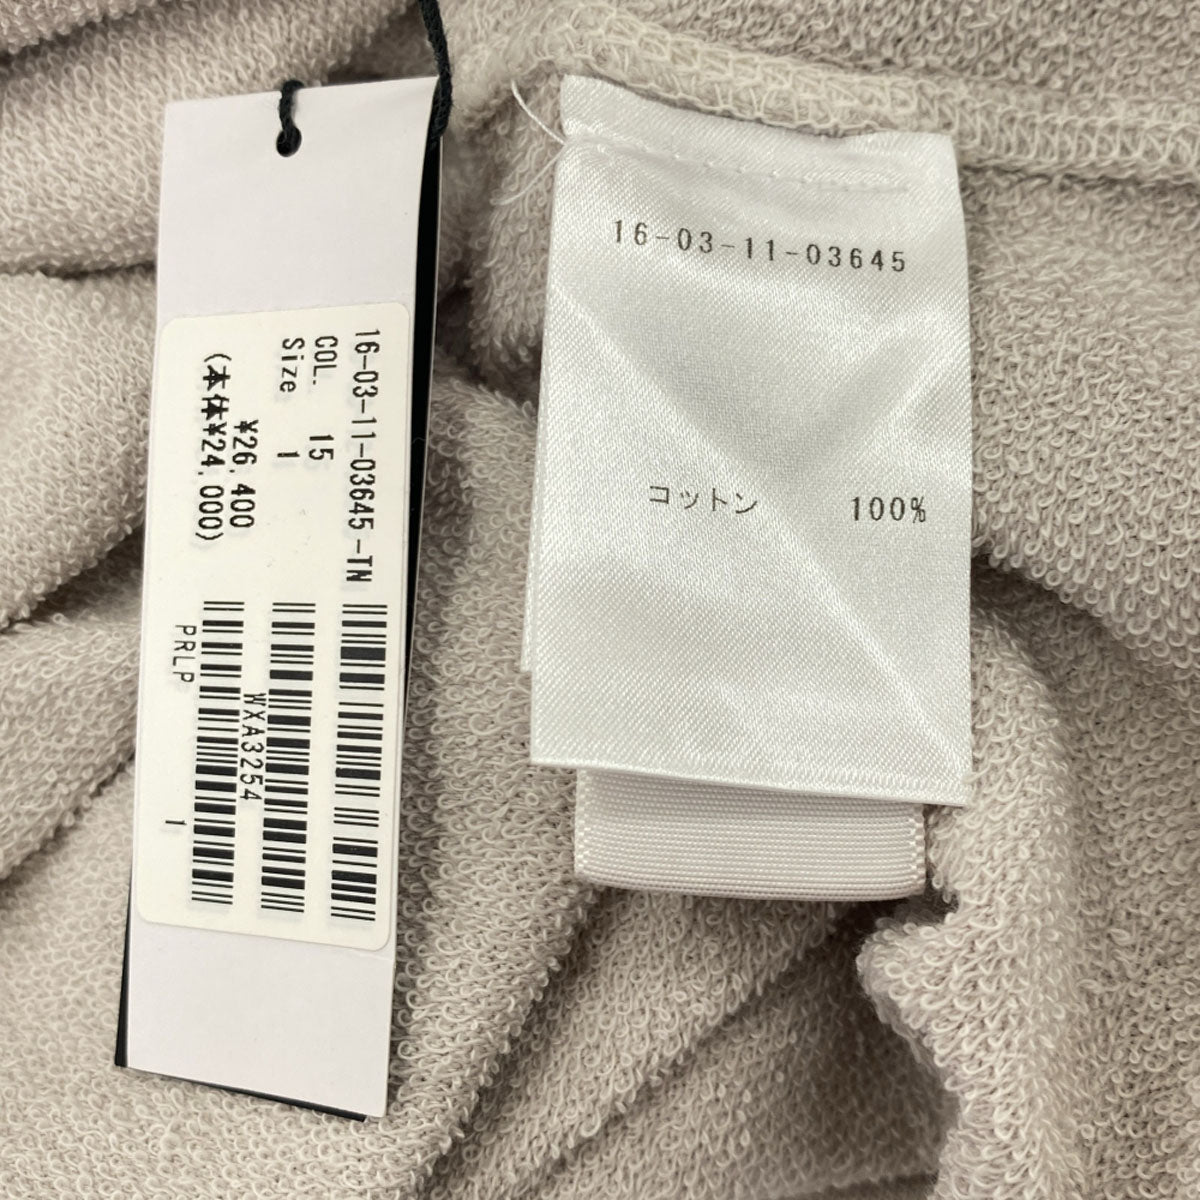 16-03-11-03645-TN
COL. 15
Size 1
¥26,400
(本体¥24,000)
WXA3254
PRLP 1
16-03-11-03645
コットン 100%